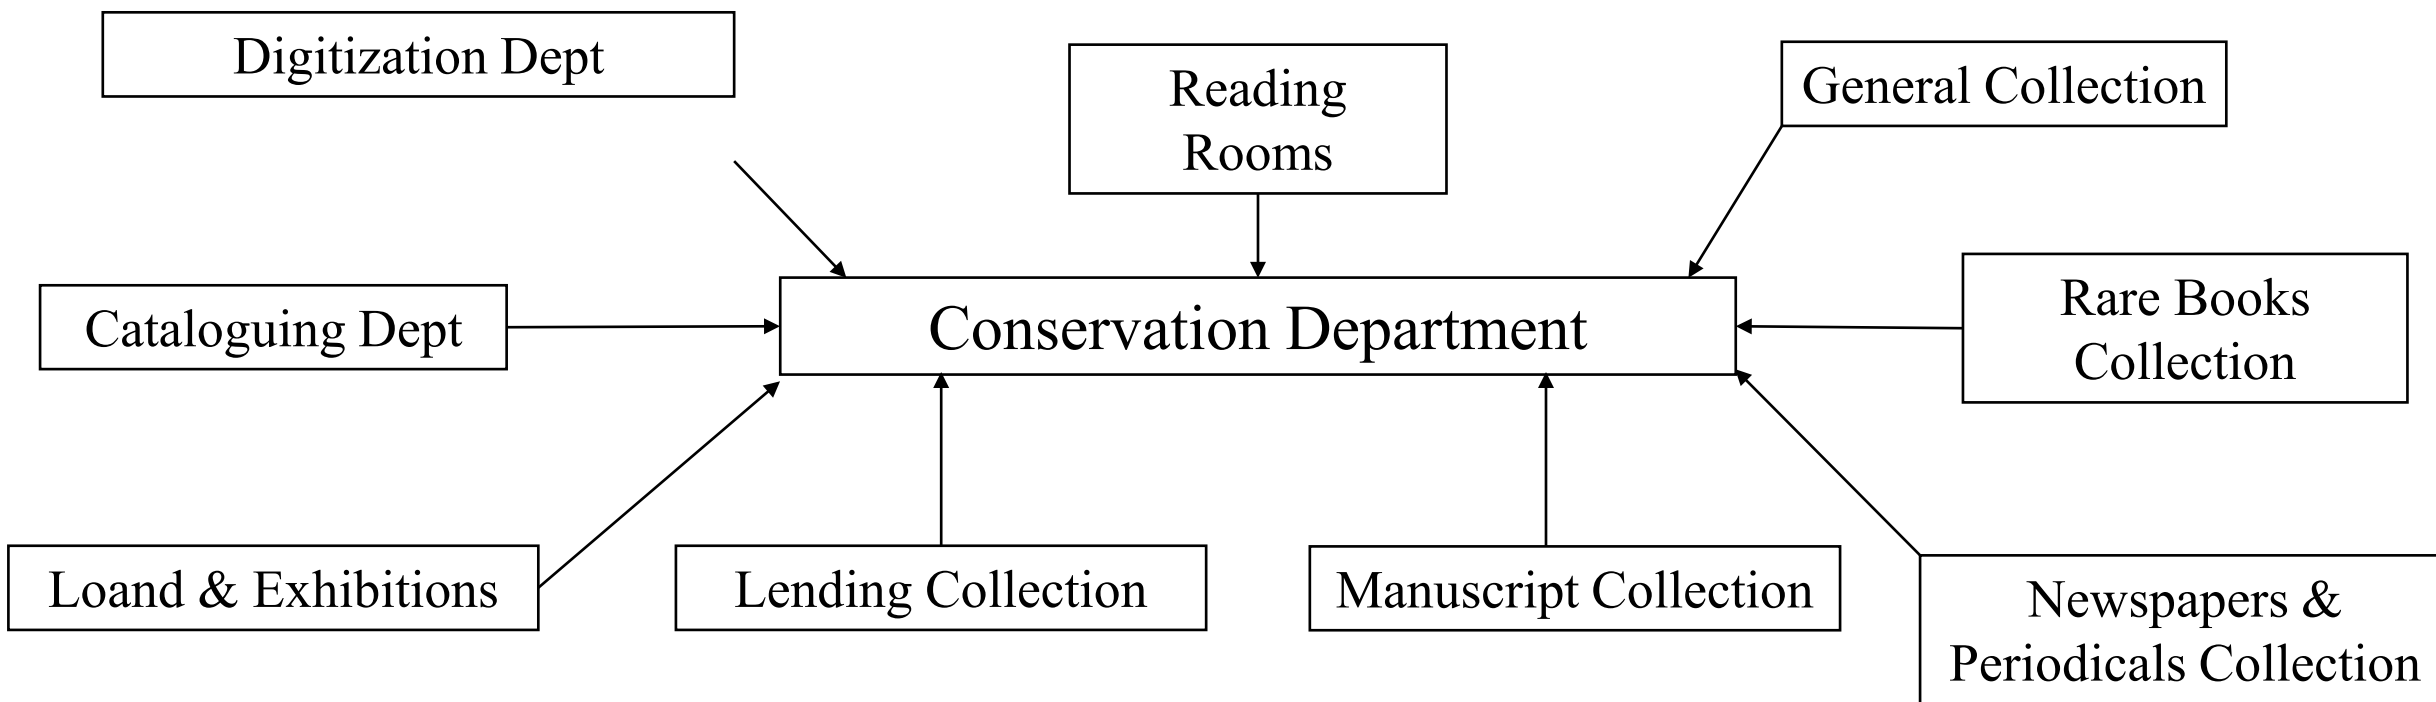 Digitization Dept
Reading
Rooms
General Collection
Cataloguing Dept
Conservation Department
Rare Books
Collection
Loand & Exhibitions
Lending Collection
Manuscript Collection
Newspapers &
Periodicals Collection